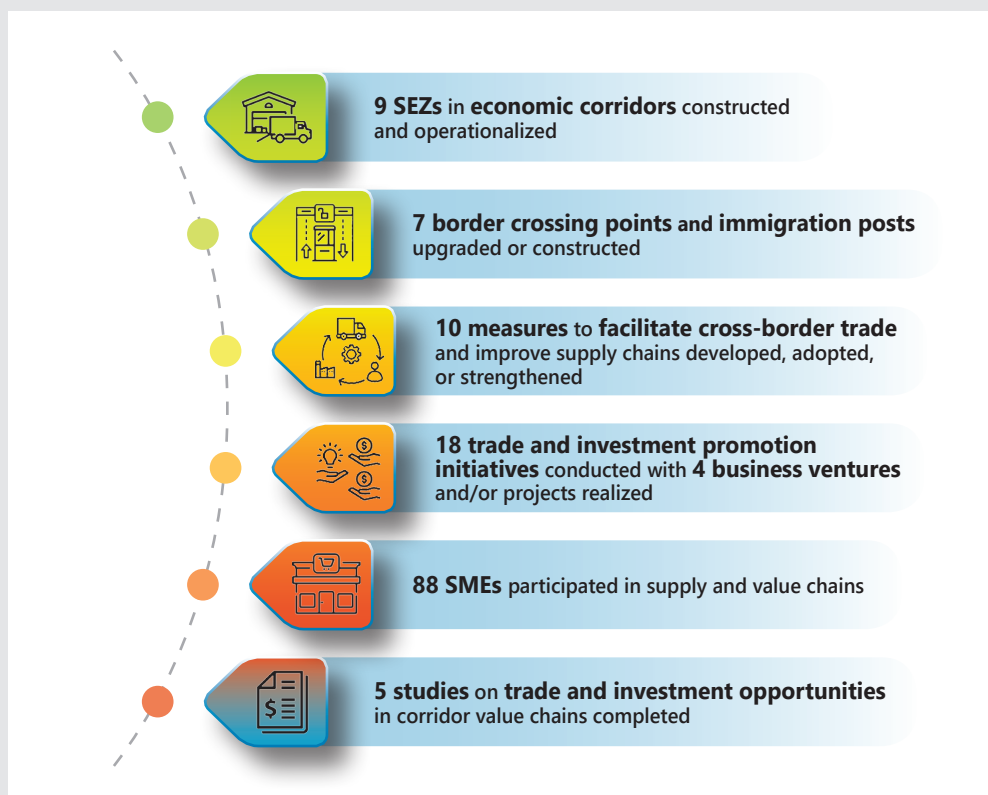 9 SEZs in economic corridors constructed
and operationalized
7 border crossing points and immigration posts
upgraded or constructed
10 measures to facilitate cross-border trade
and improve supply chains developed, adopted,
or strengthened
18 trade and investment promotion
initiatives conducted with 4 business ventures
and/or projects realized
88 SMEs participated in supply and value chains
5 studies on trade and investment opportunities
in corridor value chains completed